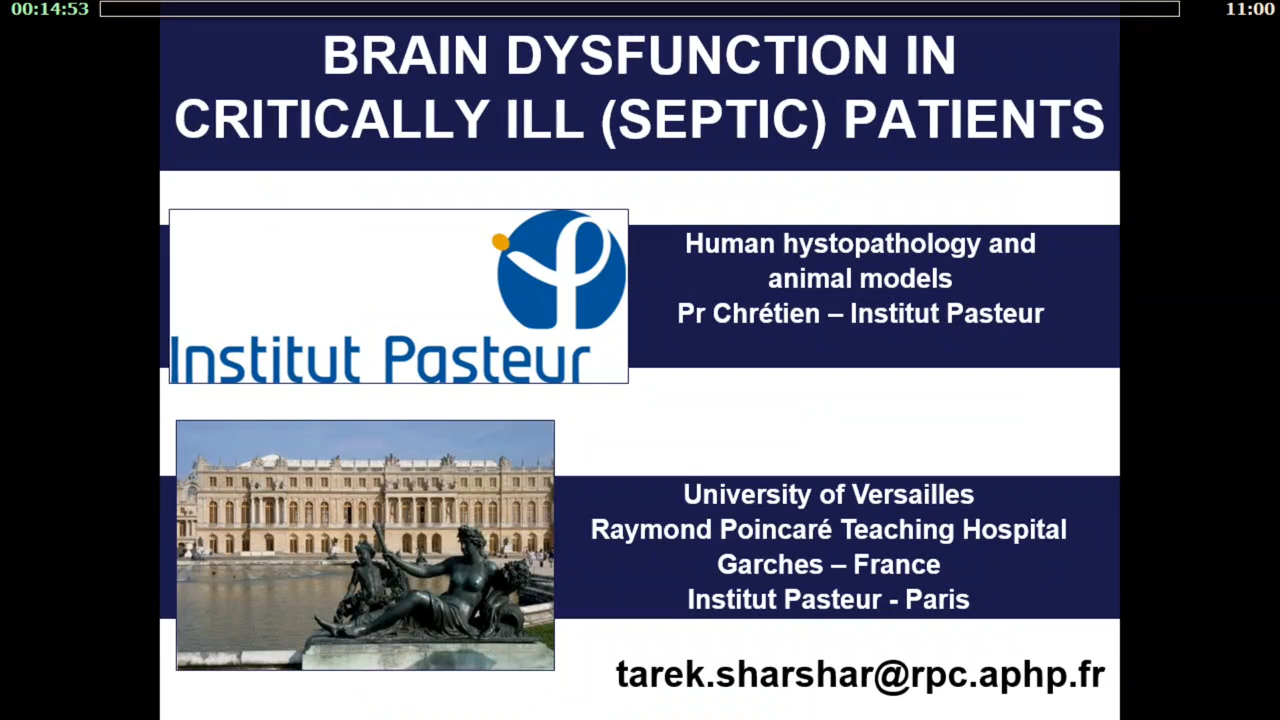 00:14:53
11:00
BRAIN DYSFUNCTION IN
CRITICALLY ILL (SEPTIC) PATIENTS
Institut Pasteur
Human hystopathology and
animal models
Pr Chrétien – Institut Pasteur
University of Versailles
Raymond Poincaré Teaching Hospital
Garches – France
Institut Pasteur - Paris
tarek.sharshar@rpc.aphp.fr